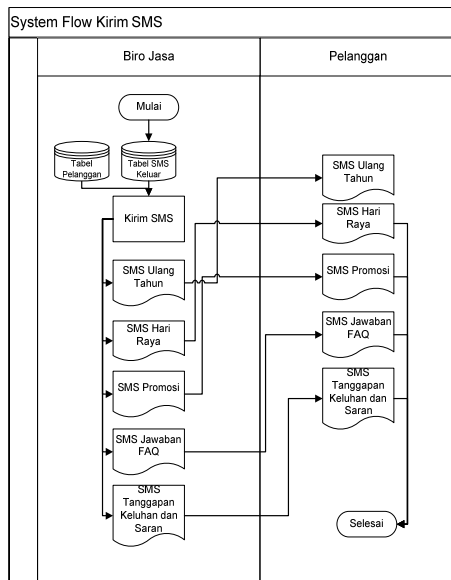 System Flow Kirim SMS
Biro Jasa
Pelanggan
Mulai
Tabel
Pelanggan
Tabel SMS
Keluar
Kirim SMS
SMS Ulang
Tahun
SMS Hari
Raya
SMS Promosi
SMS Jawaban
FAQ
SMS
Tanggapan
Keluhan dan
Saran
SMS Ulang
Tahun
SMS Hari
Raya
SMS Promosi
SMS Jawaban
FAQ
SMS
Tanggapan
Keluhan dan
Saran
Selesai